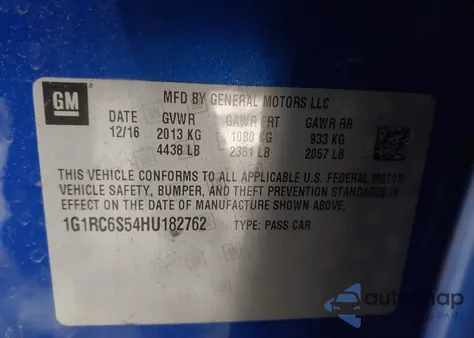 GM
MFD BY GENERAL MOTORS LLC
DATE GVWR GAWR FRT GAWR RR
12/16 2013 KG 1080 KG 933 KG
4438 LB 2381 LB 2057 LB
THIS VEHICLE CONFORMS TO ALL APPLICABLE U.S. FEDERAL MOTOR
VEHICLE SAFETY, BUMPER, AND THEFT PREVENTION STANDARDS IN
EFFECT ON THE DATE OF MANUFACTURE SHOWN ABOVE.
1G1RC6S54HU182762 TYPE: PASS CAR